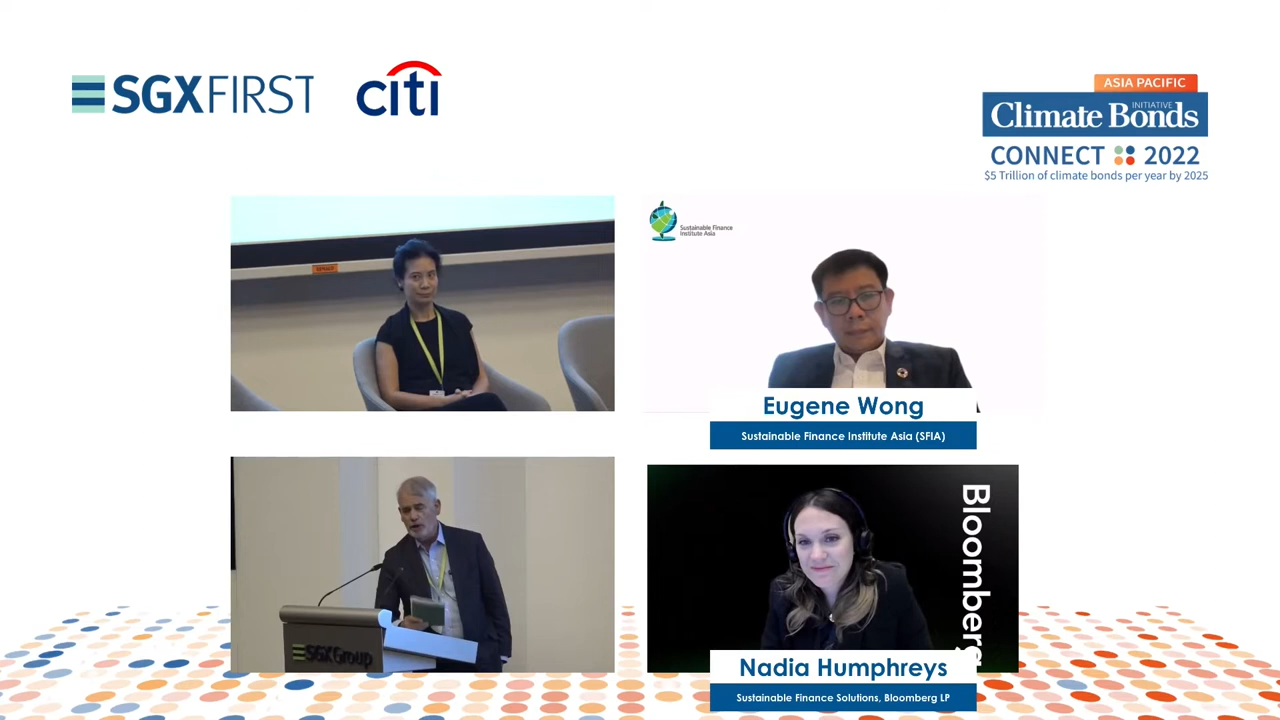 SGXFIRST
citi
ASIA PACIFIC
INITIATIVE
Climate Bonds
CONNECT 2022
$5 Trillion of climate bonds per year by 2025
Sustainable Finance
Institute Asia
Eugene Wong
Sustainable Finance Institute Asia (SFIA)
SGX Group
Bloomberg
Nadia Humphreys
Sustainable Finance Solutions, Bloomberg LP